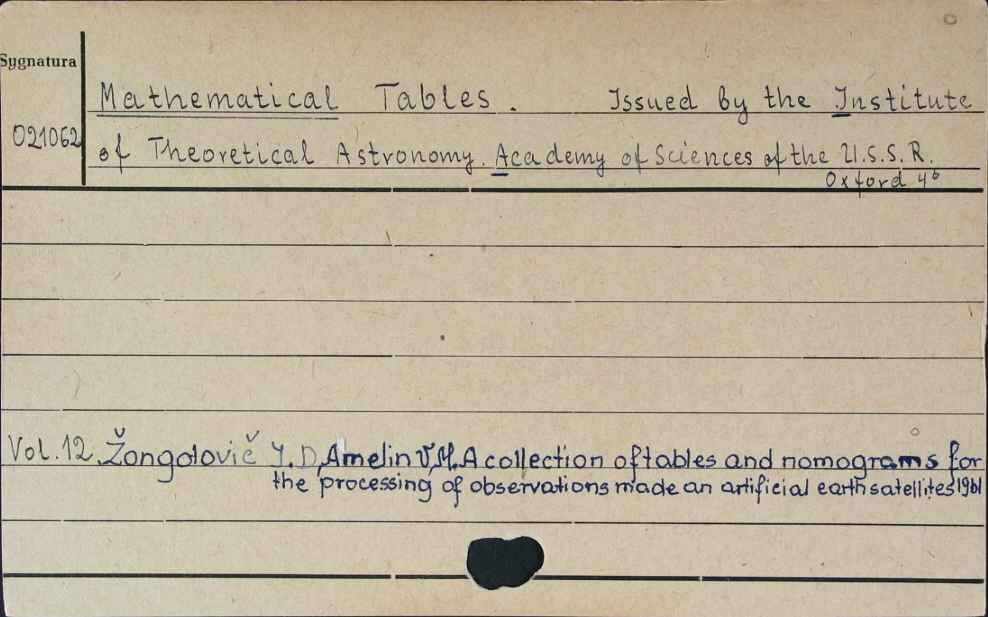 Sygnatura
Mathematical Tables. Issued by the Institute
021062
of Theoretical Astronomy. Academy of Sciences of the U.S.S.R.
Oxford 4°
Vol. 12. Žongolovič J. D, Amelin V, M. A collection of tables and nomograms for
the processing of observations made an artificial earth satellites 1961